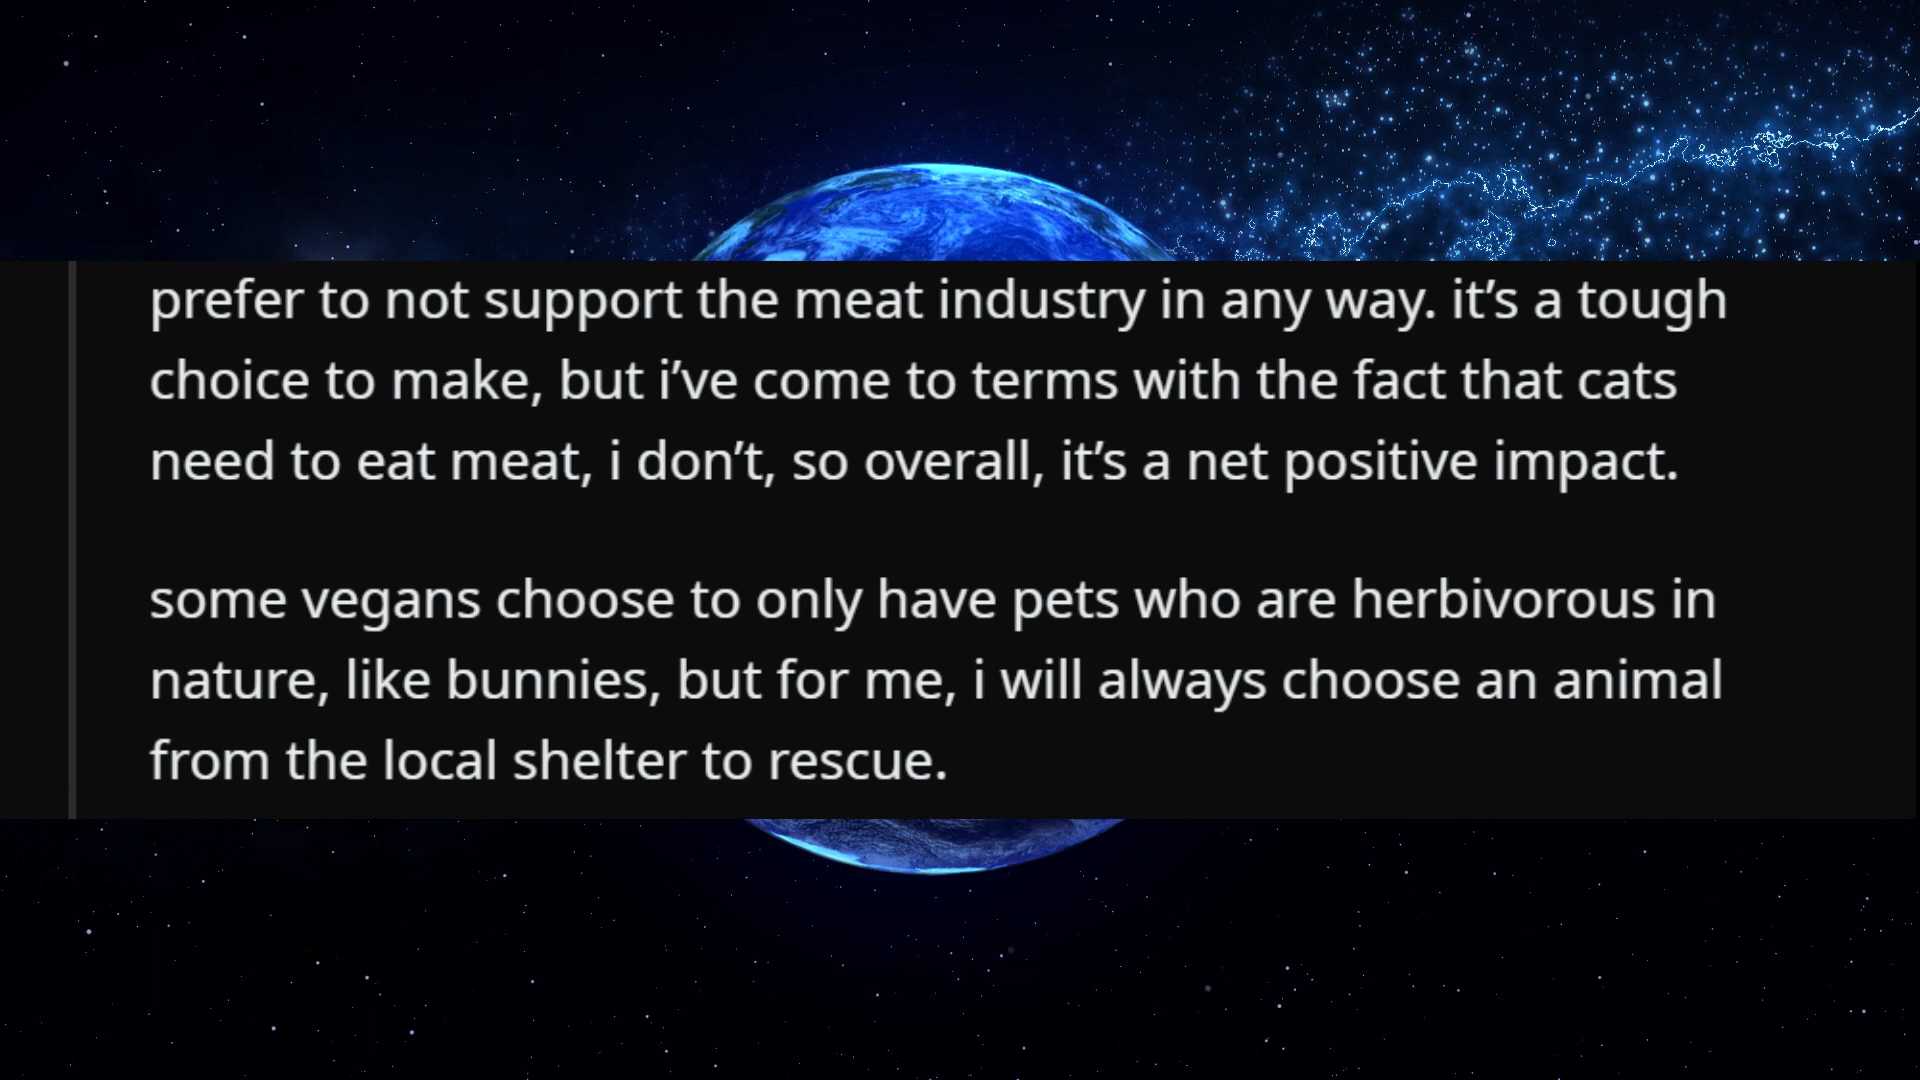 prefer to not support the meat industry in any way. it’s a tough
choice to make, but i’ve come to terms with the fact that cats
need to eat meat, i don’t, so overall, it’s a net positive impact.
some vegans choose to only have pets who are herbivorous in
nature, like bunnies, but for me, i will always choose an animal
from the local shelter to rescue.